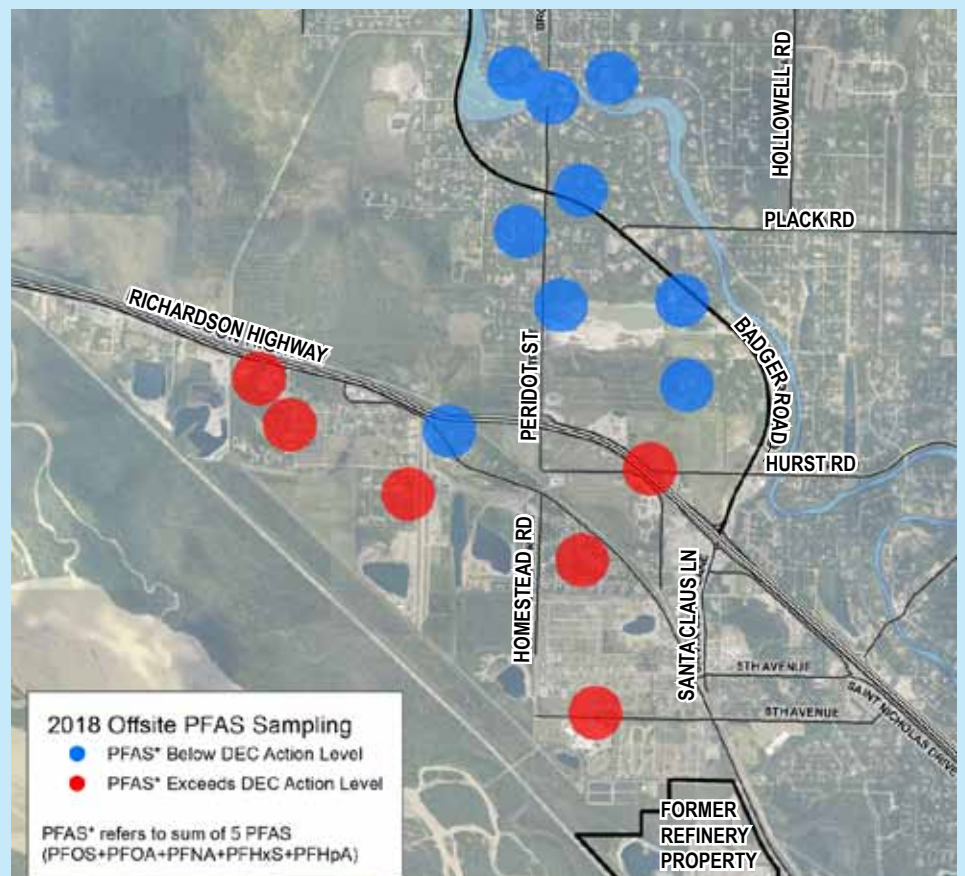 HOLLOWELL RD
PLACK RD
RICHARDSON HIGHWAY
PERIDOT ST
BADGER ROAD
HURST RD
HOMESTEAD RD
SANTA CLAUS LN
5TH AVENUE
8TH AVENUE
SAINT NICHOLAS DRIVE
2018 Offsite PFAS Sampling
PFAS* Below DEC Action Level
PFAS* Exceeds DEC Action Level
PFAS* refers to sum of 5 PFAS
(PFOS+PFOA+PFNA+PFHxS+PFHpA)
FORMER
REFINERY
PROPERTY